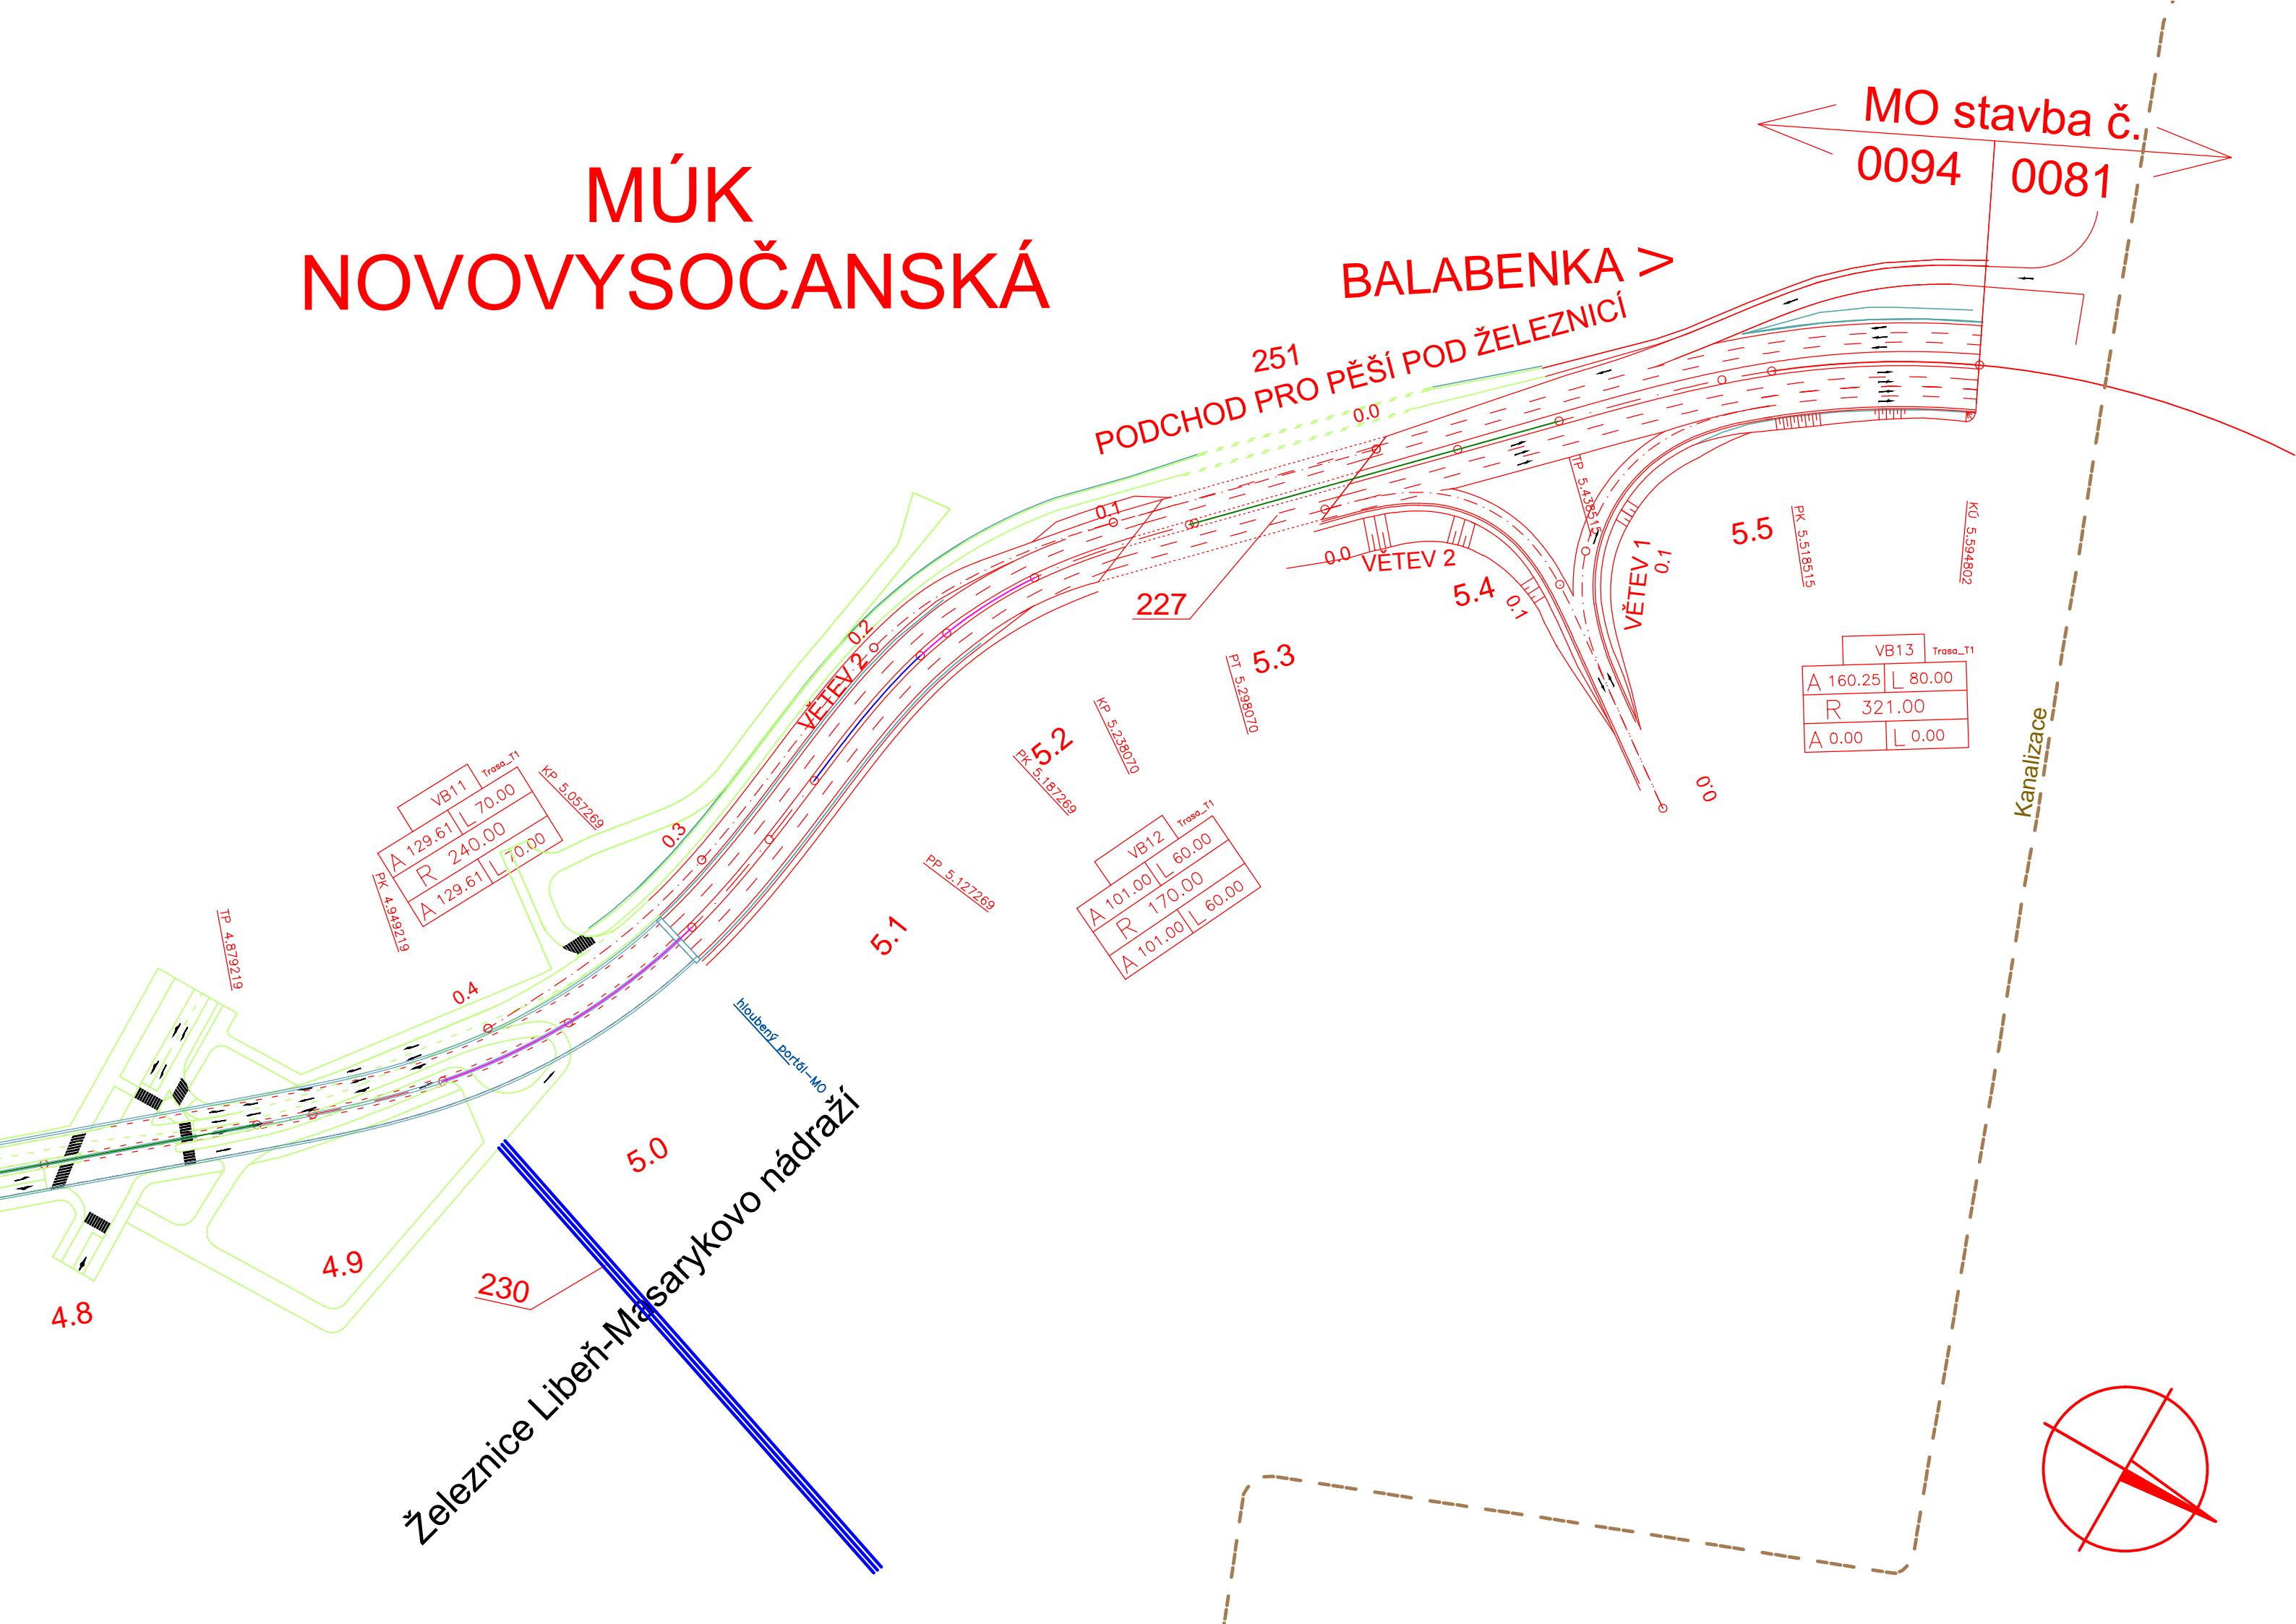 MO stavba č.
0094 0081
MÚK
NOVOVYSOČANSKÁ
BALABENKA >
251
PODCHOD PRO PĚŠÍ POD ŽELEZNICÍ
0.0
0.1
0.2
VĚTEV 2
0.3
0.4
227
0.0
VĚTEV 2
5.4
0.1
TP 5.438515
VĚTEV 1
0.1
0.0
5.5
PK 5.518515
KÚ 5.594802
VB13 Trasa_T1
A 160.25 L 80.00
R 321.00
A 0.00 L 0.00
Kanalizace
5.3
PT 5.298070
KP 5.238070
5.2
PK 5.187269
VB12 Trasa_T1
A 101.00 L 60.00
R 170.00
A 101.00 L 60.00
PP 5.127269
5.1
VB11 Trasa_T1
A 129.61 L 70.00
R 240.00
A 129.61 L 70.00
KP 5.057269
PK 4.949219
TP 4.879219
hloubený portál-MO
5.0
Železnice Libeň-Masarykovo nádraží
230
4.9
4.8